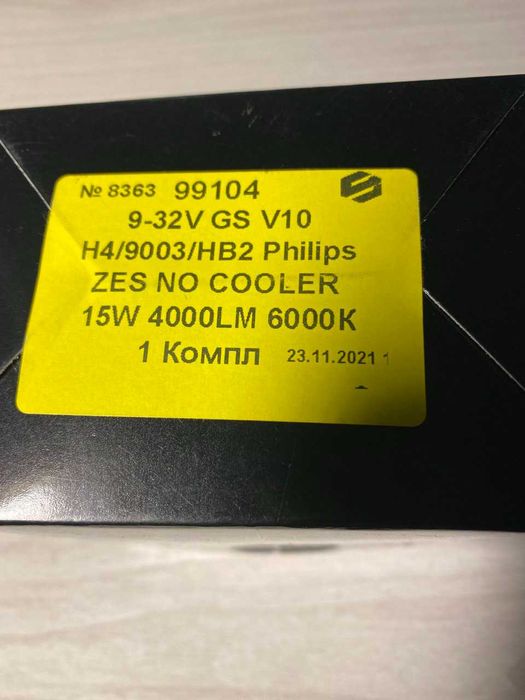 № 8363 99104
9-32V GS V10
H4/9003/HB2 Philips
ZES NO COOLER
15W 4000LM 6000K
1 Компл 23.11.2021 1